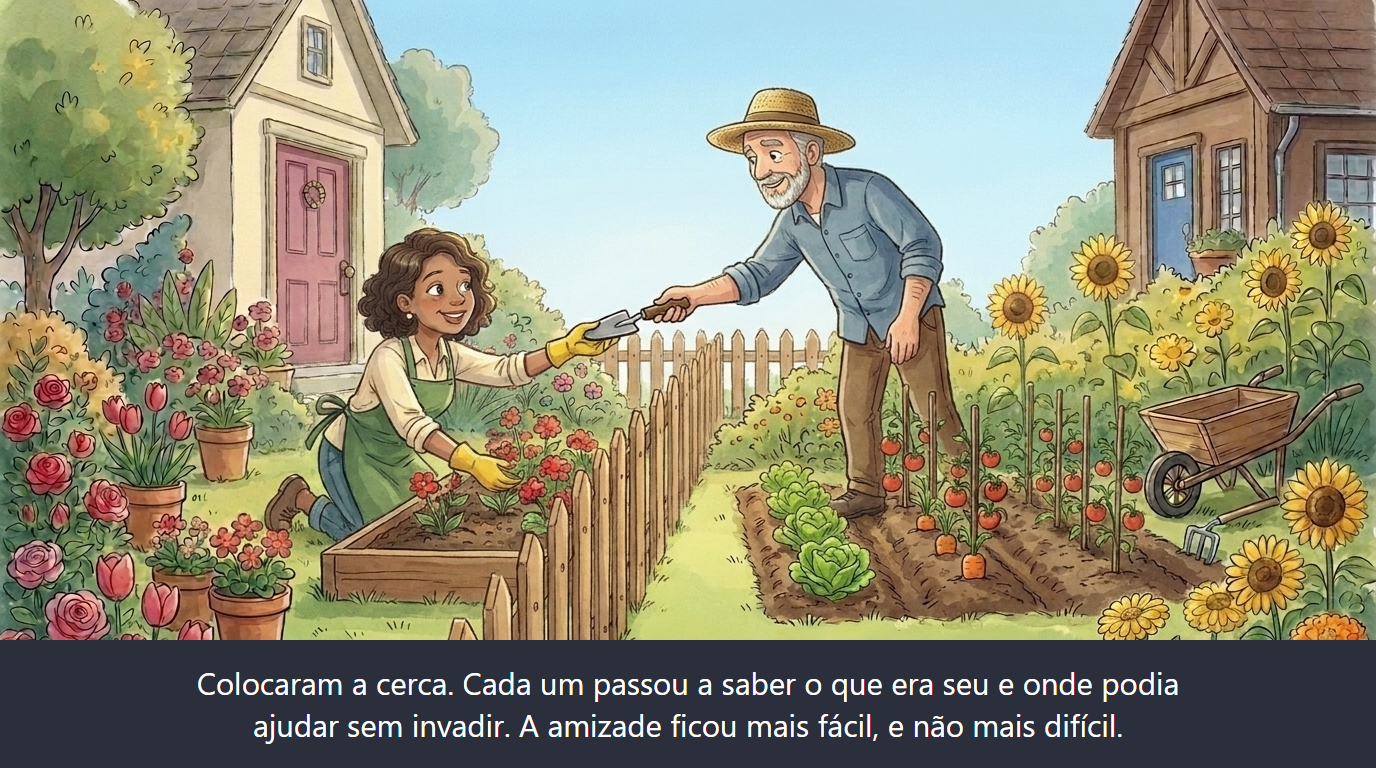 Colocaram a cerca. Cada um passou a saber o que era seu e onde podia
ajudar sem invadir. A amizade ficou mais fácil, e não mais difícil.